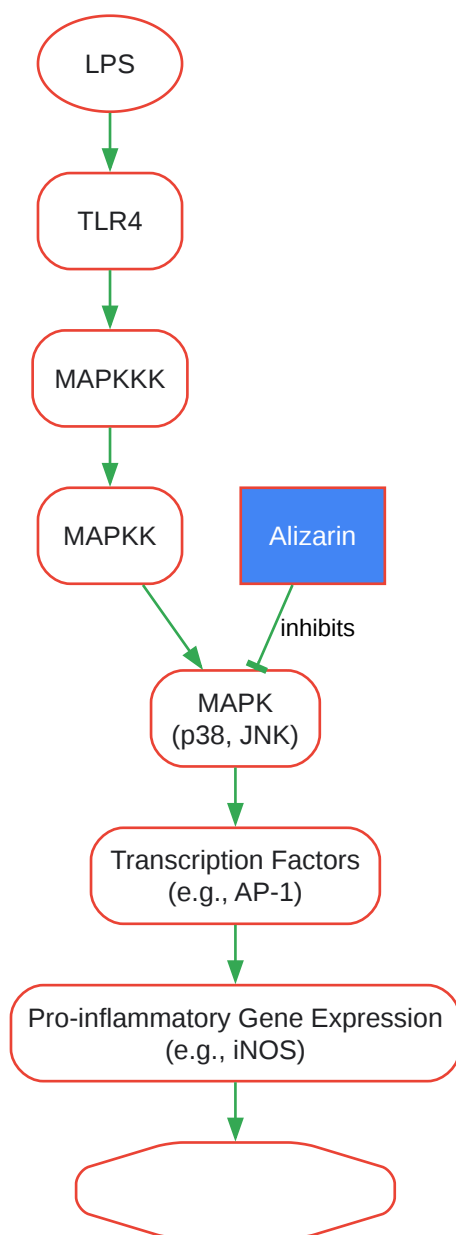 LPS
TLR4
MAPKKK
MAPKK
Alizarin
inhibits
MAPK
(p38, JNK)
Transcription Factors
(e.g., AP-1)
Pro-inflammatory Gene Expression
(e.g., iNOS)